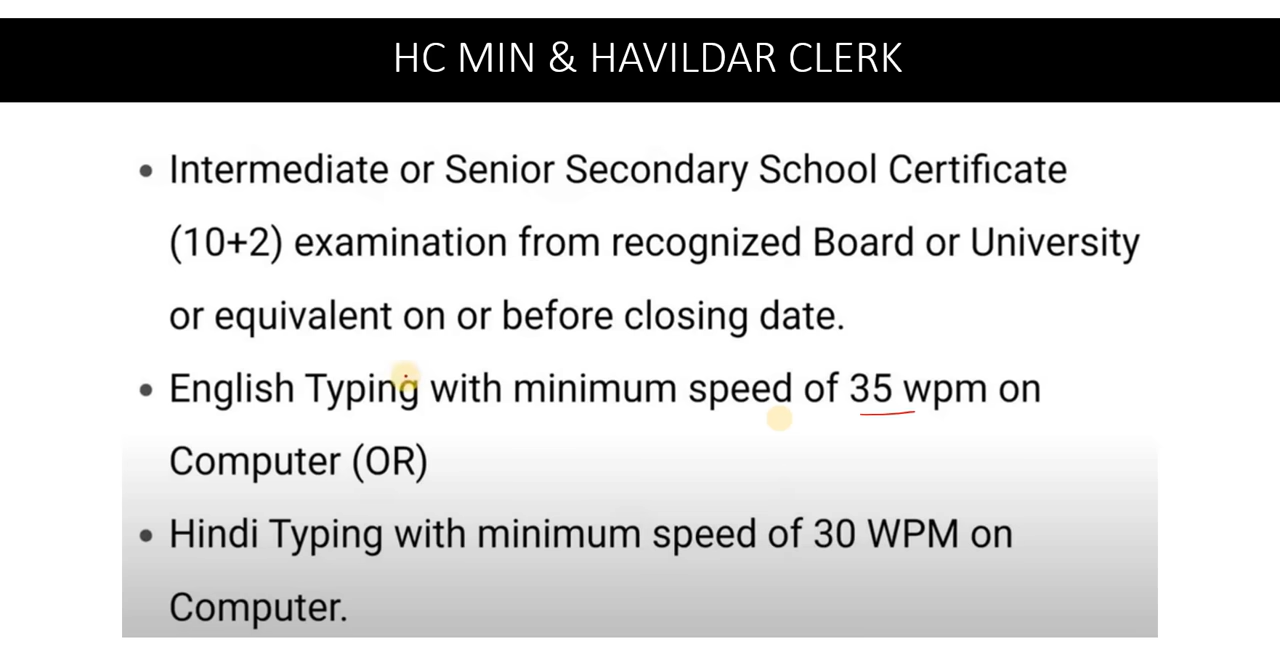 HC MIN & HAVILDAR CLERK
• Intermediate or Senior Secondary School Certificate
(10+2) examination from recognized Board or University
or equivalent on or before closing date.
• English Typing with minimum speed of 35 wpm on
Computer (OR)
• Hindi Typing with minimum speed of 30 WPM on
Computer.